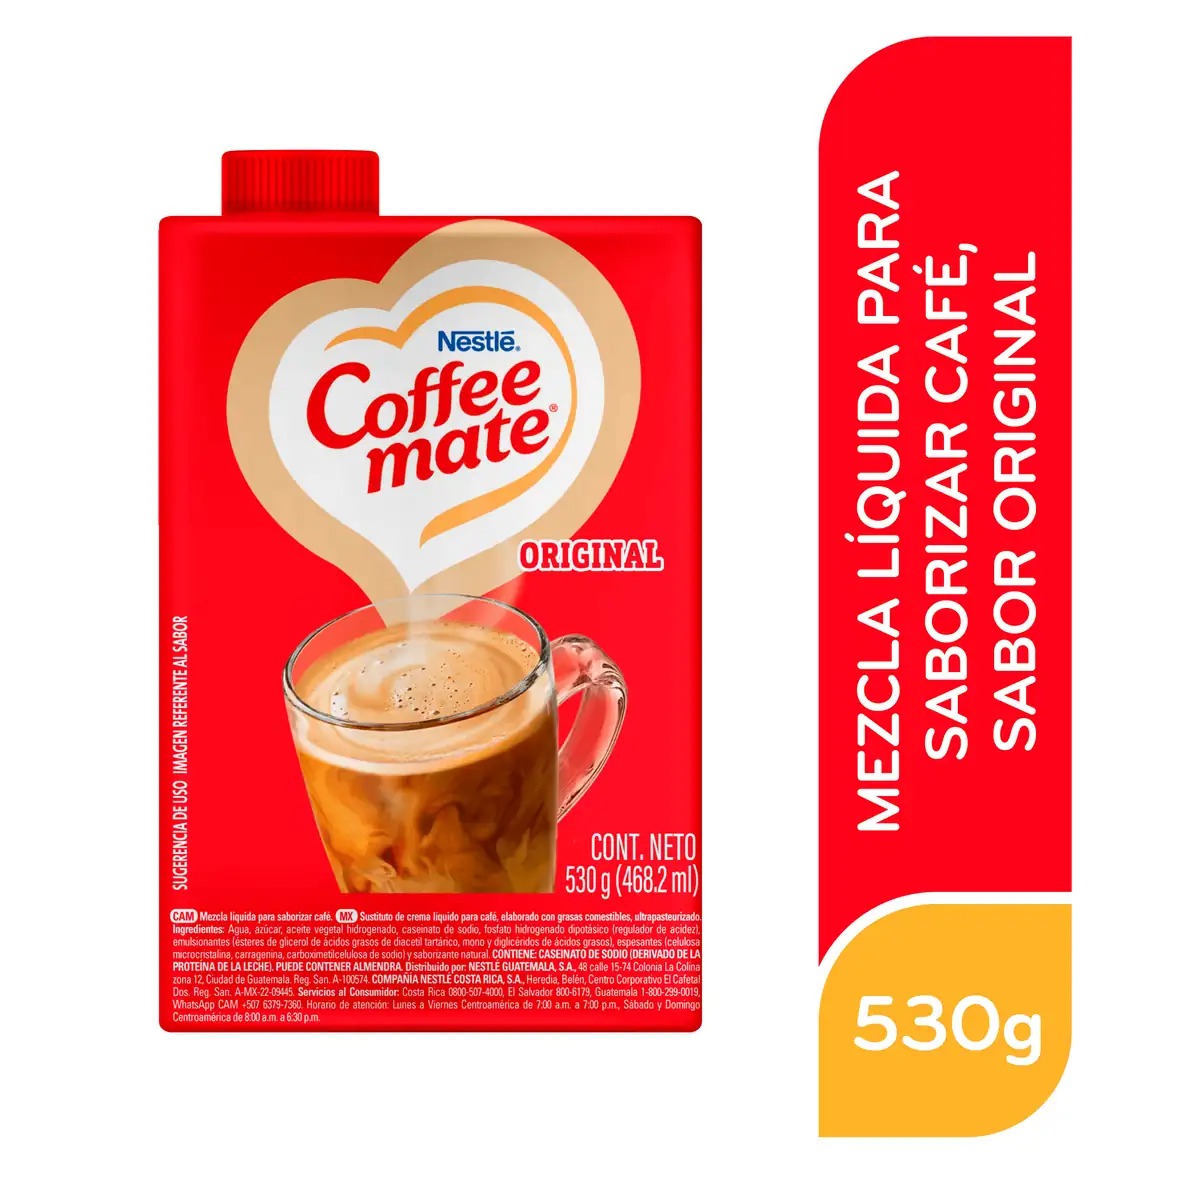 Nestlé®
Coffee
mate®
ORIGINAL
SUGERENCIA DE USO IMAGEN REFERENTE AL SABOR
CONT. NETO
530 g (468.2 ml)
CAM Mezcla líquida para saborizar café. MX Sustituto de crema líquido para café, elaborado con grasas comestibles, ultrapasteurizado.
Ingredientes: Agua, azúcar, aceite vegetal hidrogenado, caseinato de sodio, fosfato hidrogenado dipotásico (regulador de acidez),
emulsionantes (ésteres de glicerol de ácidos grasos de diacetil tartárico, mono y diglicéridos de ácidos grasos), espesantes (celulosa
microcristalina, carragenina, carboximetilcelulosa de sodio) y saborizante natural. CONTIENE: CASEINATO DE SODIO (DERIVADO DE LA
PROTEÍNA DE LA LECHE). PUEDE CONTENER ALMENDRA. Distribuido por: NESTLÉ GUATEMALA, S.A., 48 calle 15-74 Colonia La Colina
zona 12, Ciudad de Guatemala. Reg. San. A-100574. COMPAÑÍA NESTLÉ COSTA RICA, S.A., Heredia, Belén, Centro Corporativo El Cafetal
Dos. Reg. San. A-MX-22-09445. Servicios al Consumidor: Costa Rica 0800-507-4000, El Salvador 800-6179, Guatemala 1-800-299-0019,
WhatsApp CAM +507 6379-7360. Horario de atención: Lunes a Viernes Centroamérica de 7:00 a.m. a 7:00 p.m., Sábado y Domingo
Centroamérica de 8:00 a.m. a 6:30 p.m.
MEZCLA LÍQUIDA PARA
SABORIZAR CAFÉ,
SABOR ORIGINAL
530g